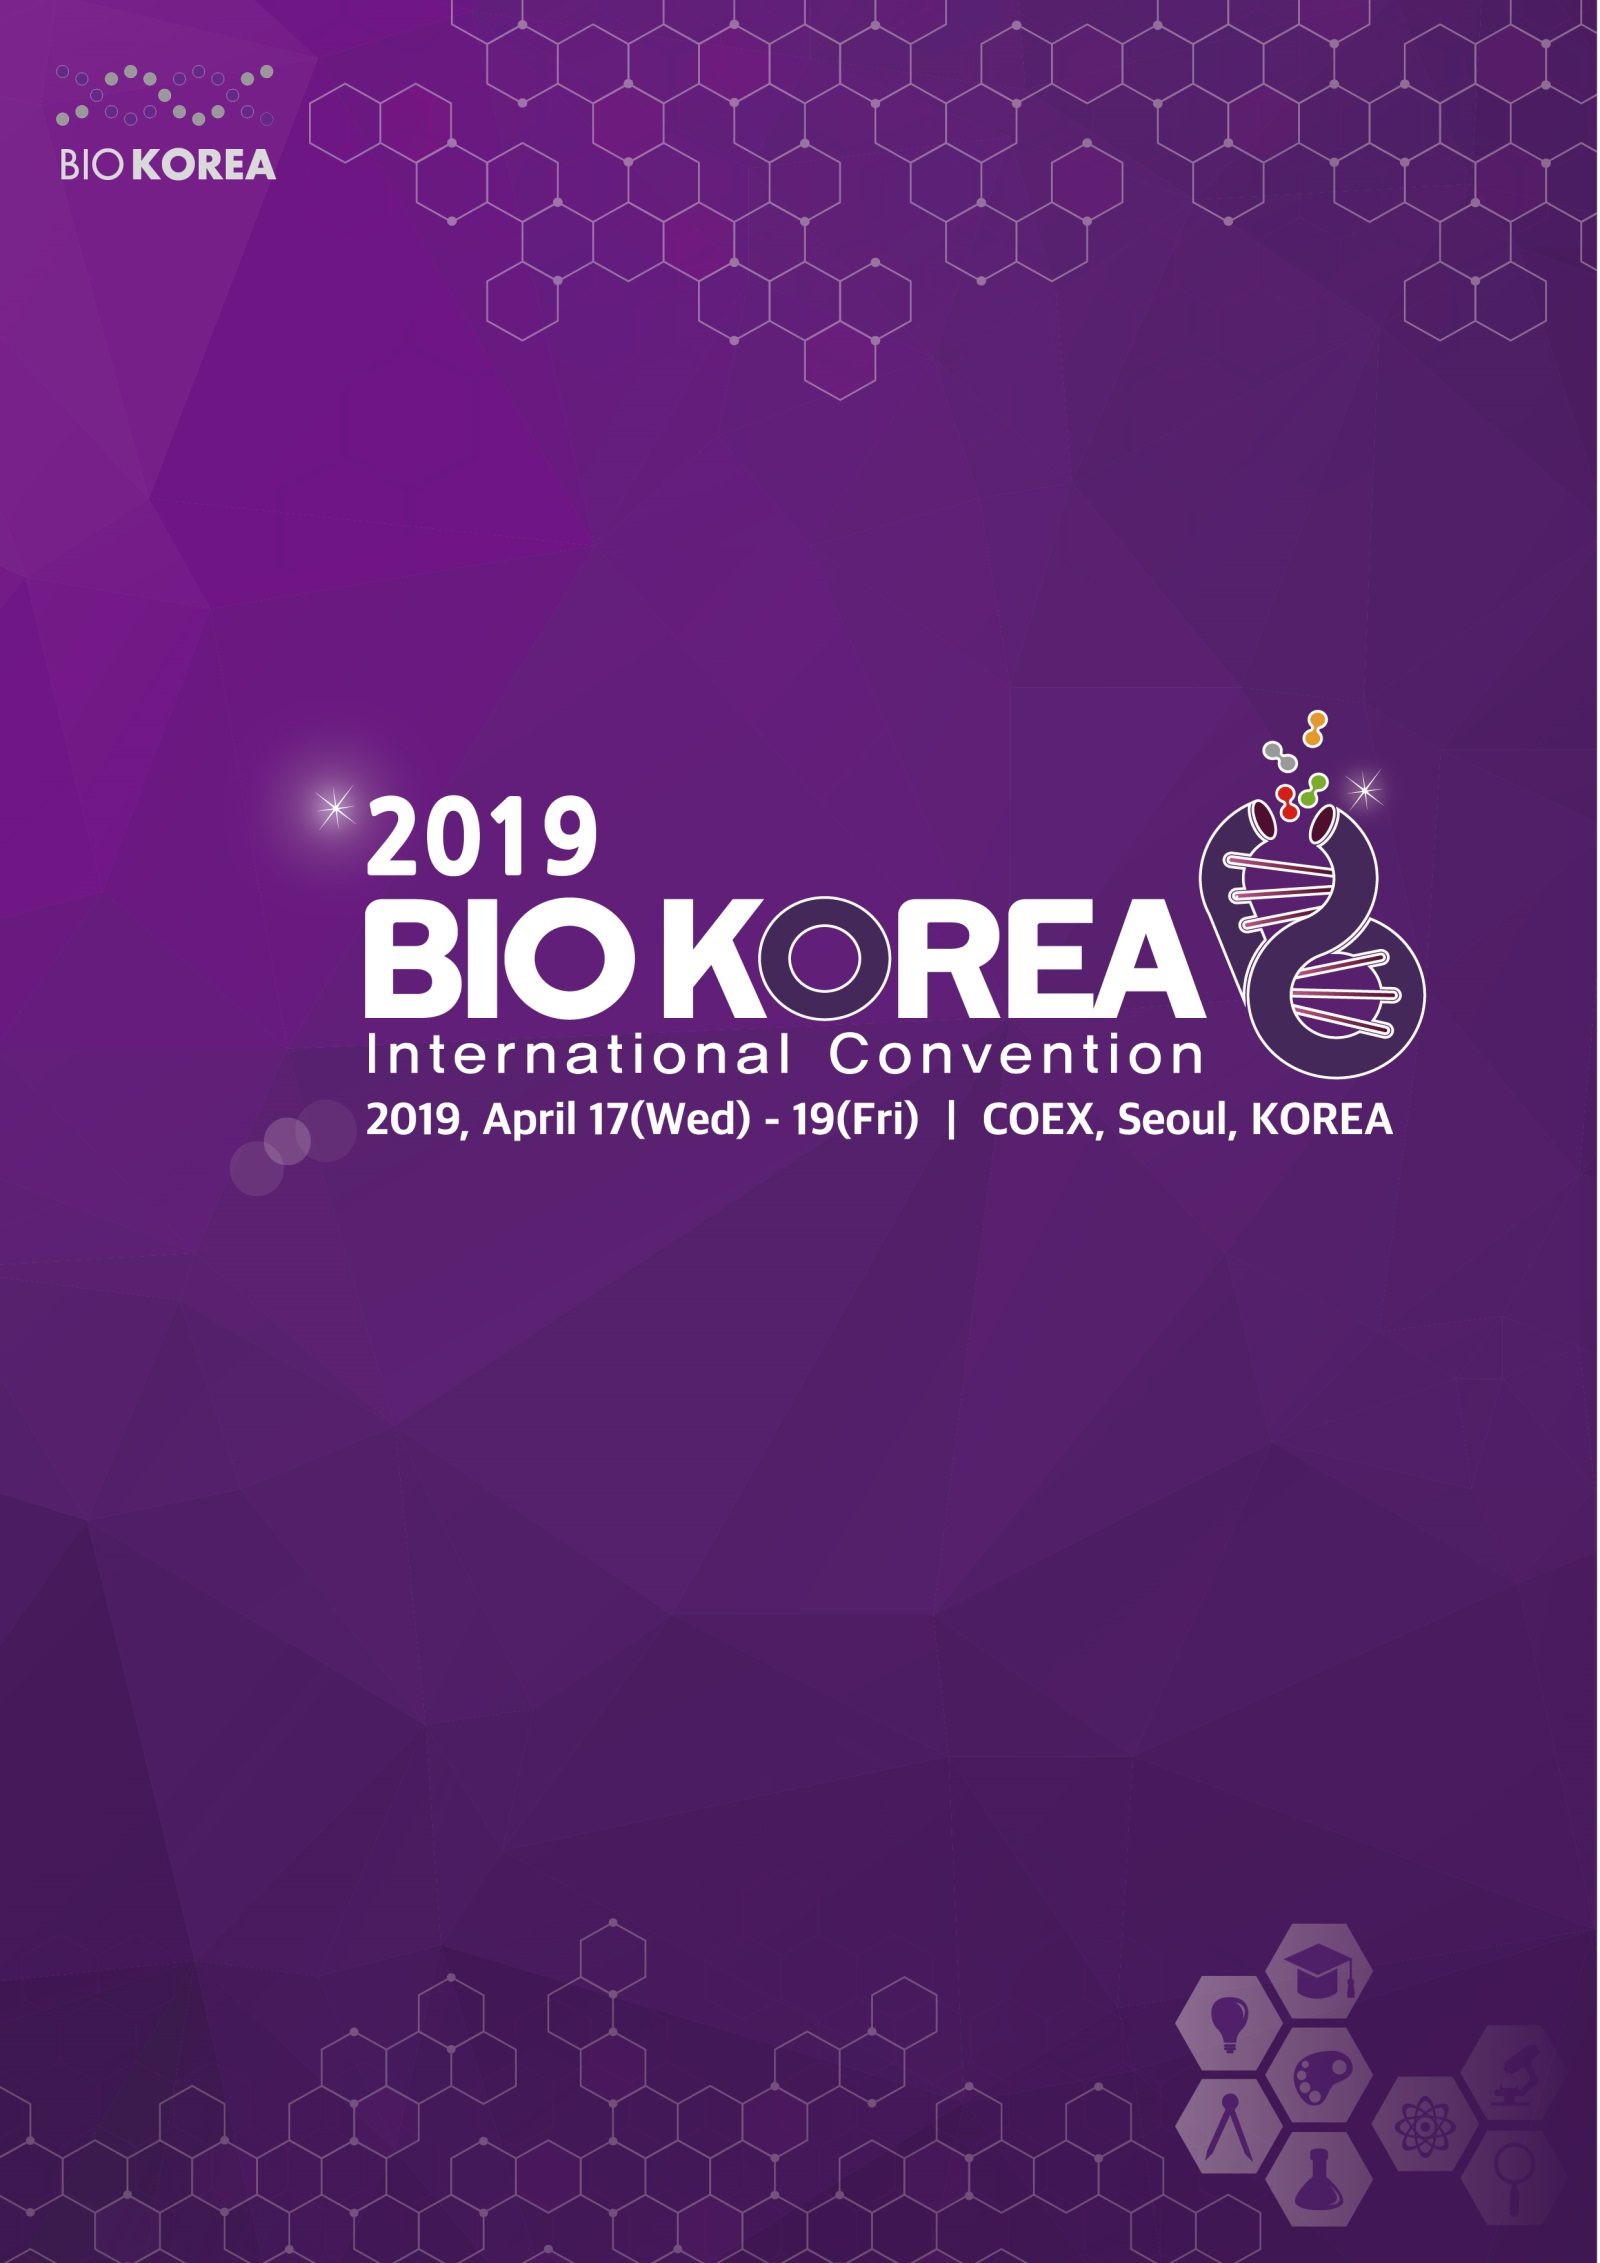 BIO KOREA
2019
BIO KOREA
International Convention
2019, April 17(Wed) - 19(Fri) | COEX, Seoul, KOREA